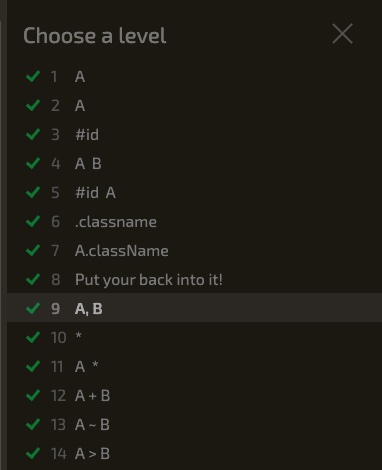 Choose a level
1 A
2 A
3 #id
4 A B
5 #id A
6 .classname
7 A.className
8 Put your back into it!
9 A, B
10 *
11 A *
12 A + B
13 A ~ B
14 A > B